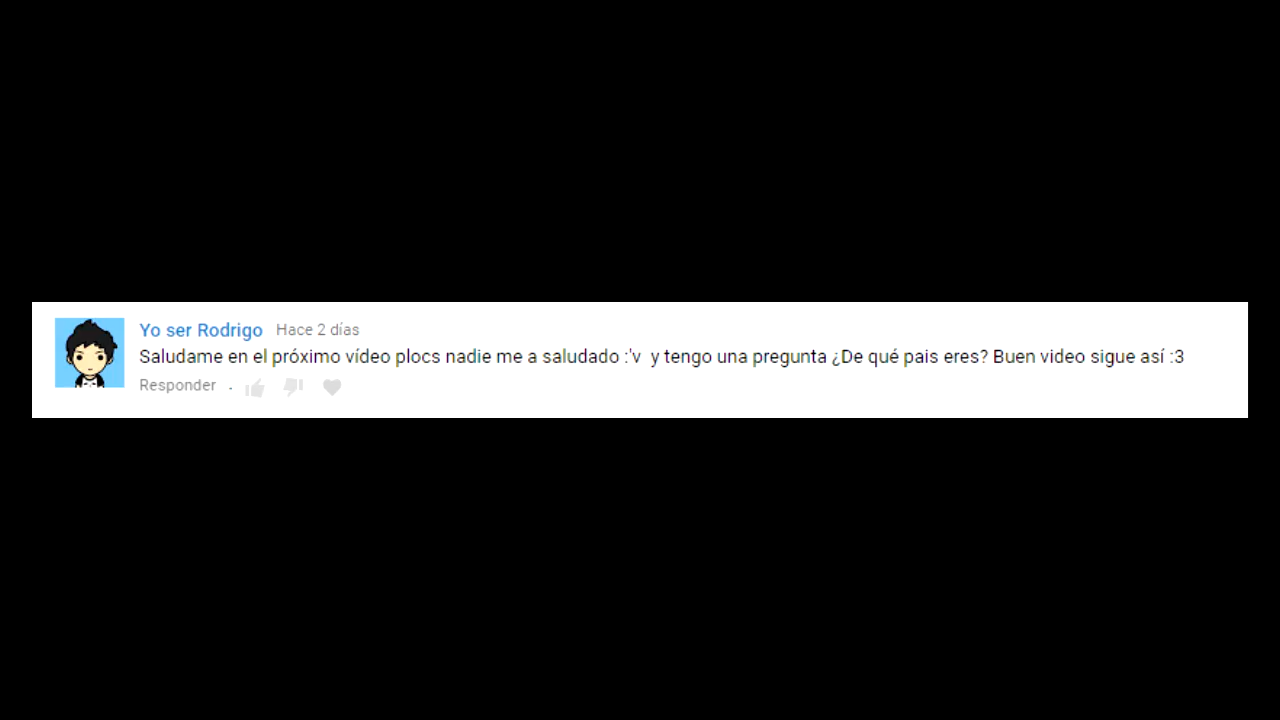 Yo ser Rodrigo Hace 2 días
Saludame en el próximo vídeo plocs nadie me a saludado :'v y tengo una pregunta ¿De qué pais eres? Buen video sigue así :3
Responder .